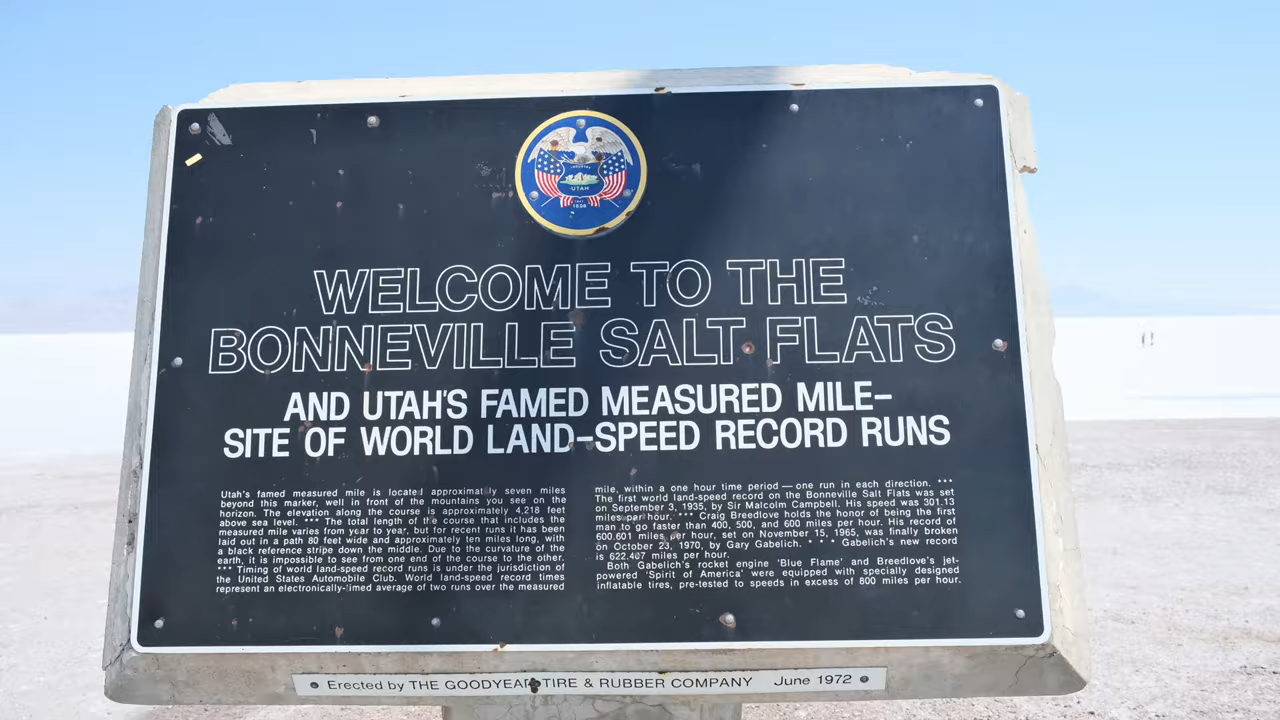 INDUSTRY
UTAH
1847
1896
WELCOME TO THE
BONNEVILLE SALT FLATS
AND UTAH'S FAMED MEASURED MILE–
SITE OF WORLD LAND–SPEED RECORD RUNS
Utah's famed measured mile is located approximately seven miles
beyond this marker, well in front of the mountains you see on the
horizon. The elevation along the course is approximately 4,218 feet
above sea level. *** The total length of the course that includes the
measured mile varies from year to year, but for recent runs it has been
laid out in a path 80 feet wide and approximately ten miles long, with
a black reference stripe down the middle. Due to the curvature of the
earth, it is impossible to see from one end of the course to the other.
*** Timing of world land-speed record runs is under the jurisdiction of
the United States Automobile Club. World land-speed record times
represent an electronically-timed average of two runs over the measured
mile, within a one hour time period — one run in each direction. ***
The first world land-speed record on the Bonneville Salt Flats was set
on September 3, 1935, by Sir Malcolm Campbell. His speed was 301.13
miles per hour. *** Craig Breedlove holds the honor of being the first
man to go faster than 400, 500, and 600 miles per hour. His record of
600.601 miles per hour, set on November 15, 1965, was finally broken
on October 23, 1970, by Gary Gabelich. * * * Gabelich's new record
is 622.407 miles per hour.
Both Gabelich's rocket engine 'Blue Flame' and Breedlove's jet-
powered 'Spirit of America' were equipped with specially designed
inflatable tires, pre-tested to speeds in excess of 800 miles per hour.
Erected by THE GOODYEAR TIRE & RUBBER COMPANY June 1972